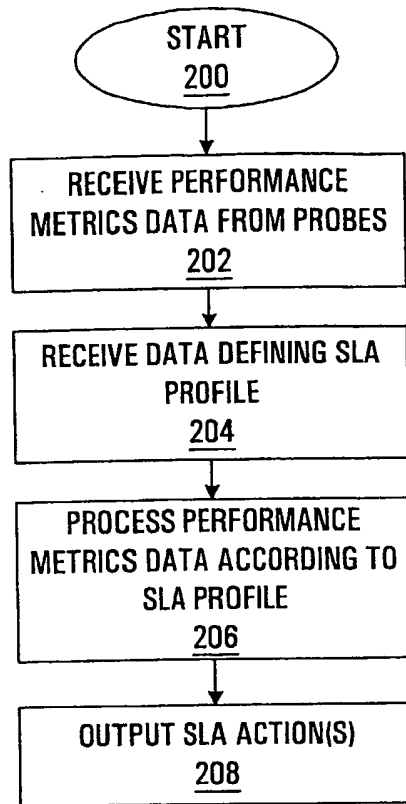 START
200
RECEIVE PERFORMANCE
METRICS DATA FROM PROBES
202
RECEIVE DATA DEFINING SLA
PROFILE
204
PROCESS PERFORMANCE
METRICS DATA ACCORDING TO
SLA PROFILE
206
OUTPUT SLA ACTION(S)
208